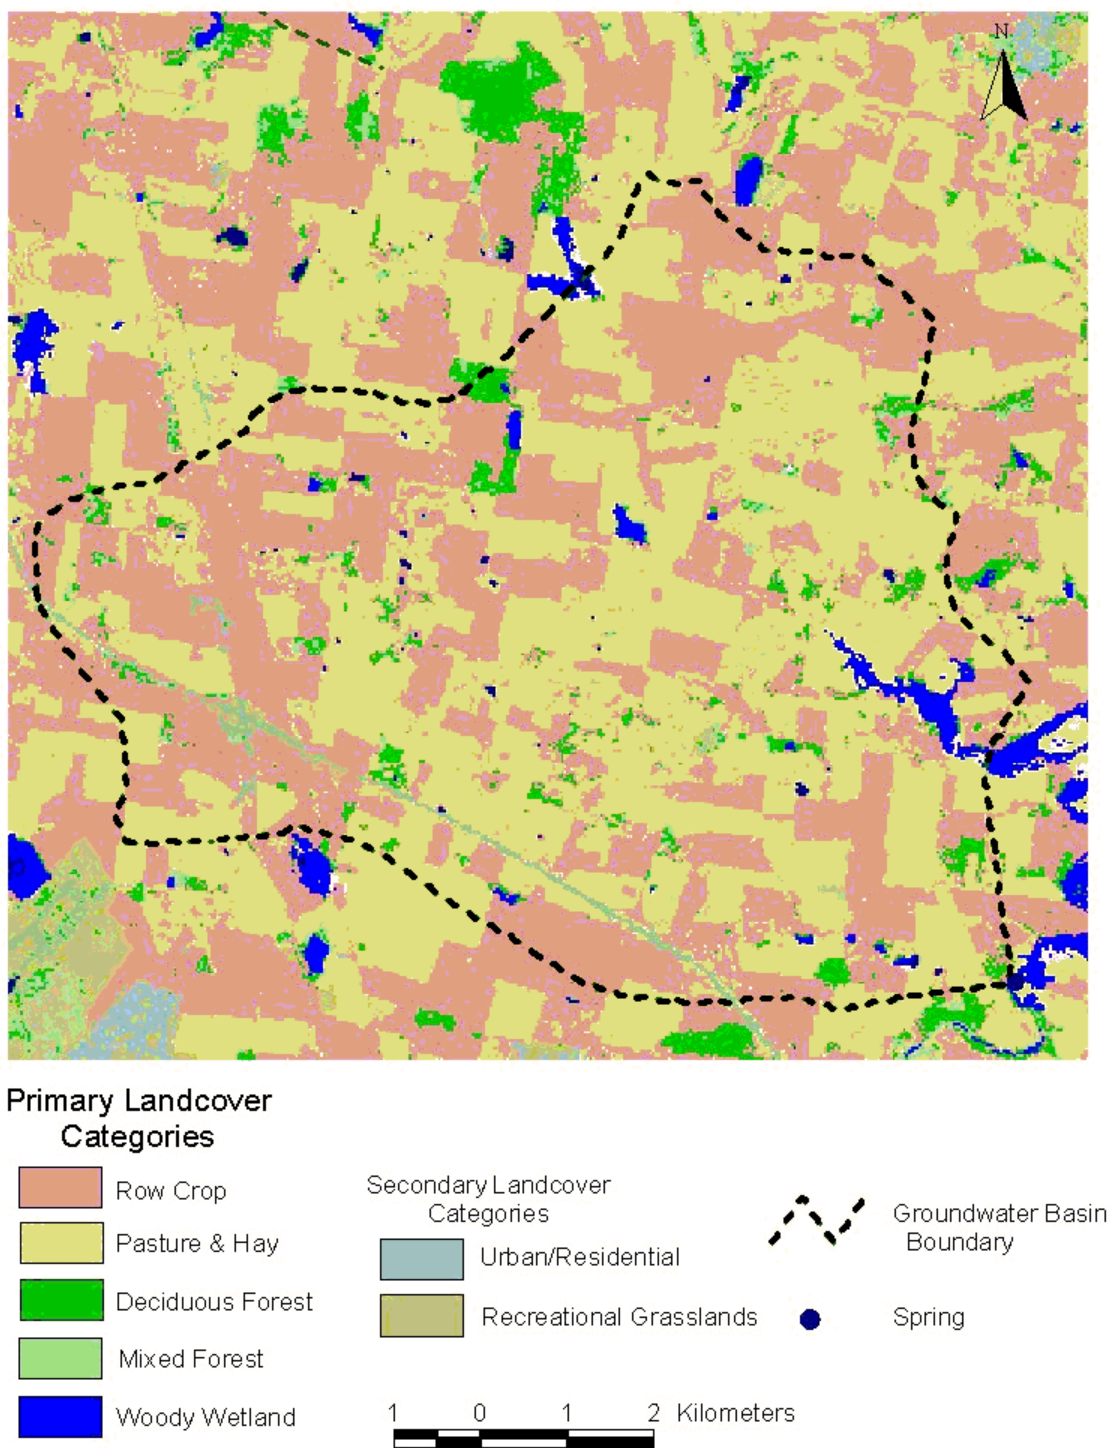 N
Primary Landcover
Categories
Row Crop
Pasture & Hay
Deciduous Forest
Mixed Forest
Woody Wetland
Secondary Landcover
Categories
Urban/Residential
Recreational Grasslands
1 0 1 2 Kilometers
Groundwater Basin
Boundary
Spring